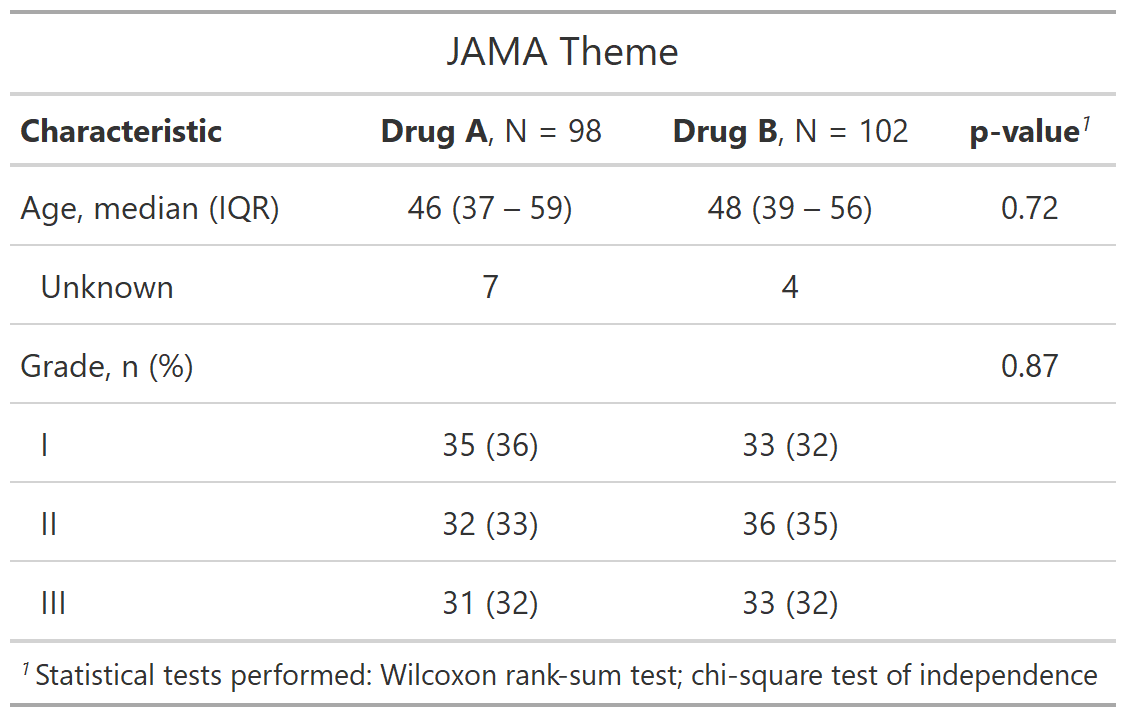 JAMA Theme
Characteristic Drug A, N = 98 Drug B, N = 102 p-value1
Age, median (IQR) 46 (37 – 59) 48 (39 – 56) 0.72
Unknown 7 4
Grade, n (%) 0.87
I 35 (36) 33 (32)
II 32 (33) 36 (35)
III 31 (32) 33 (32)
1 Statistical tests performed: Wilcoxon rank-sum test; chi-square test of independence